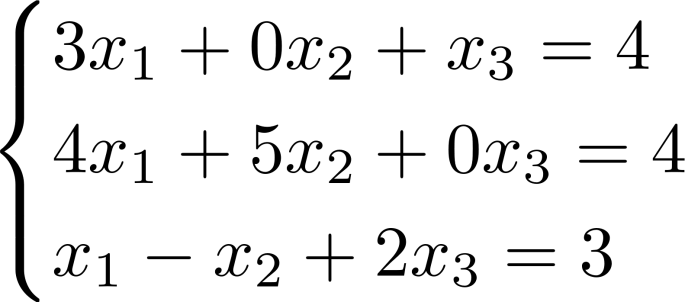 3x₁ + 0x₂ + x₃ = 4
4x₁ + 5x₂ + 0x₃ = 4
x₁ − x₂ + 2x₃ = 3